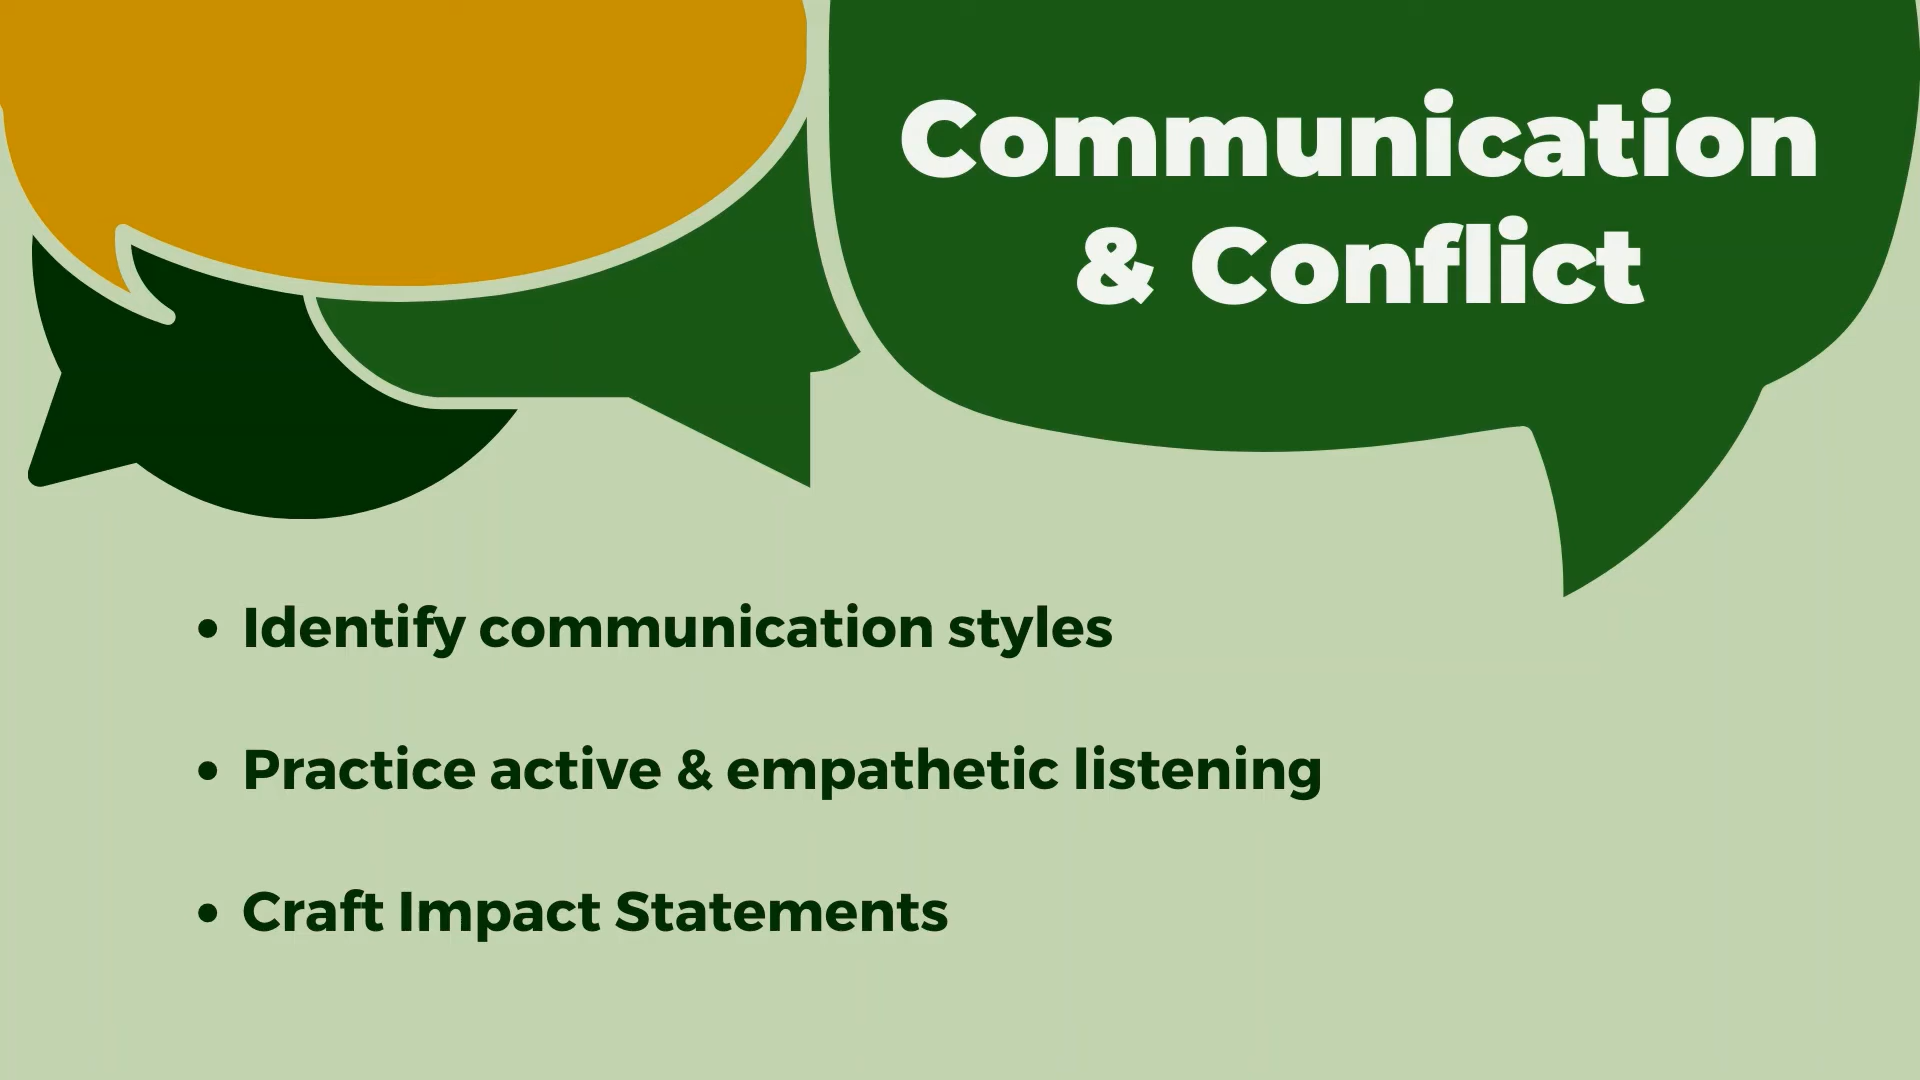 Communication
& Conflict
• Identify communication styles
• Practice active & empathetic listening
• Craft Impact Statements